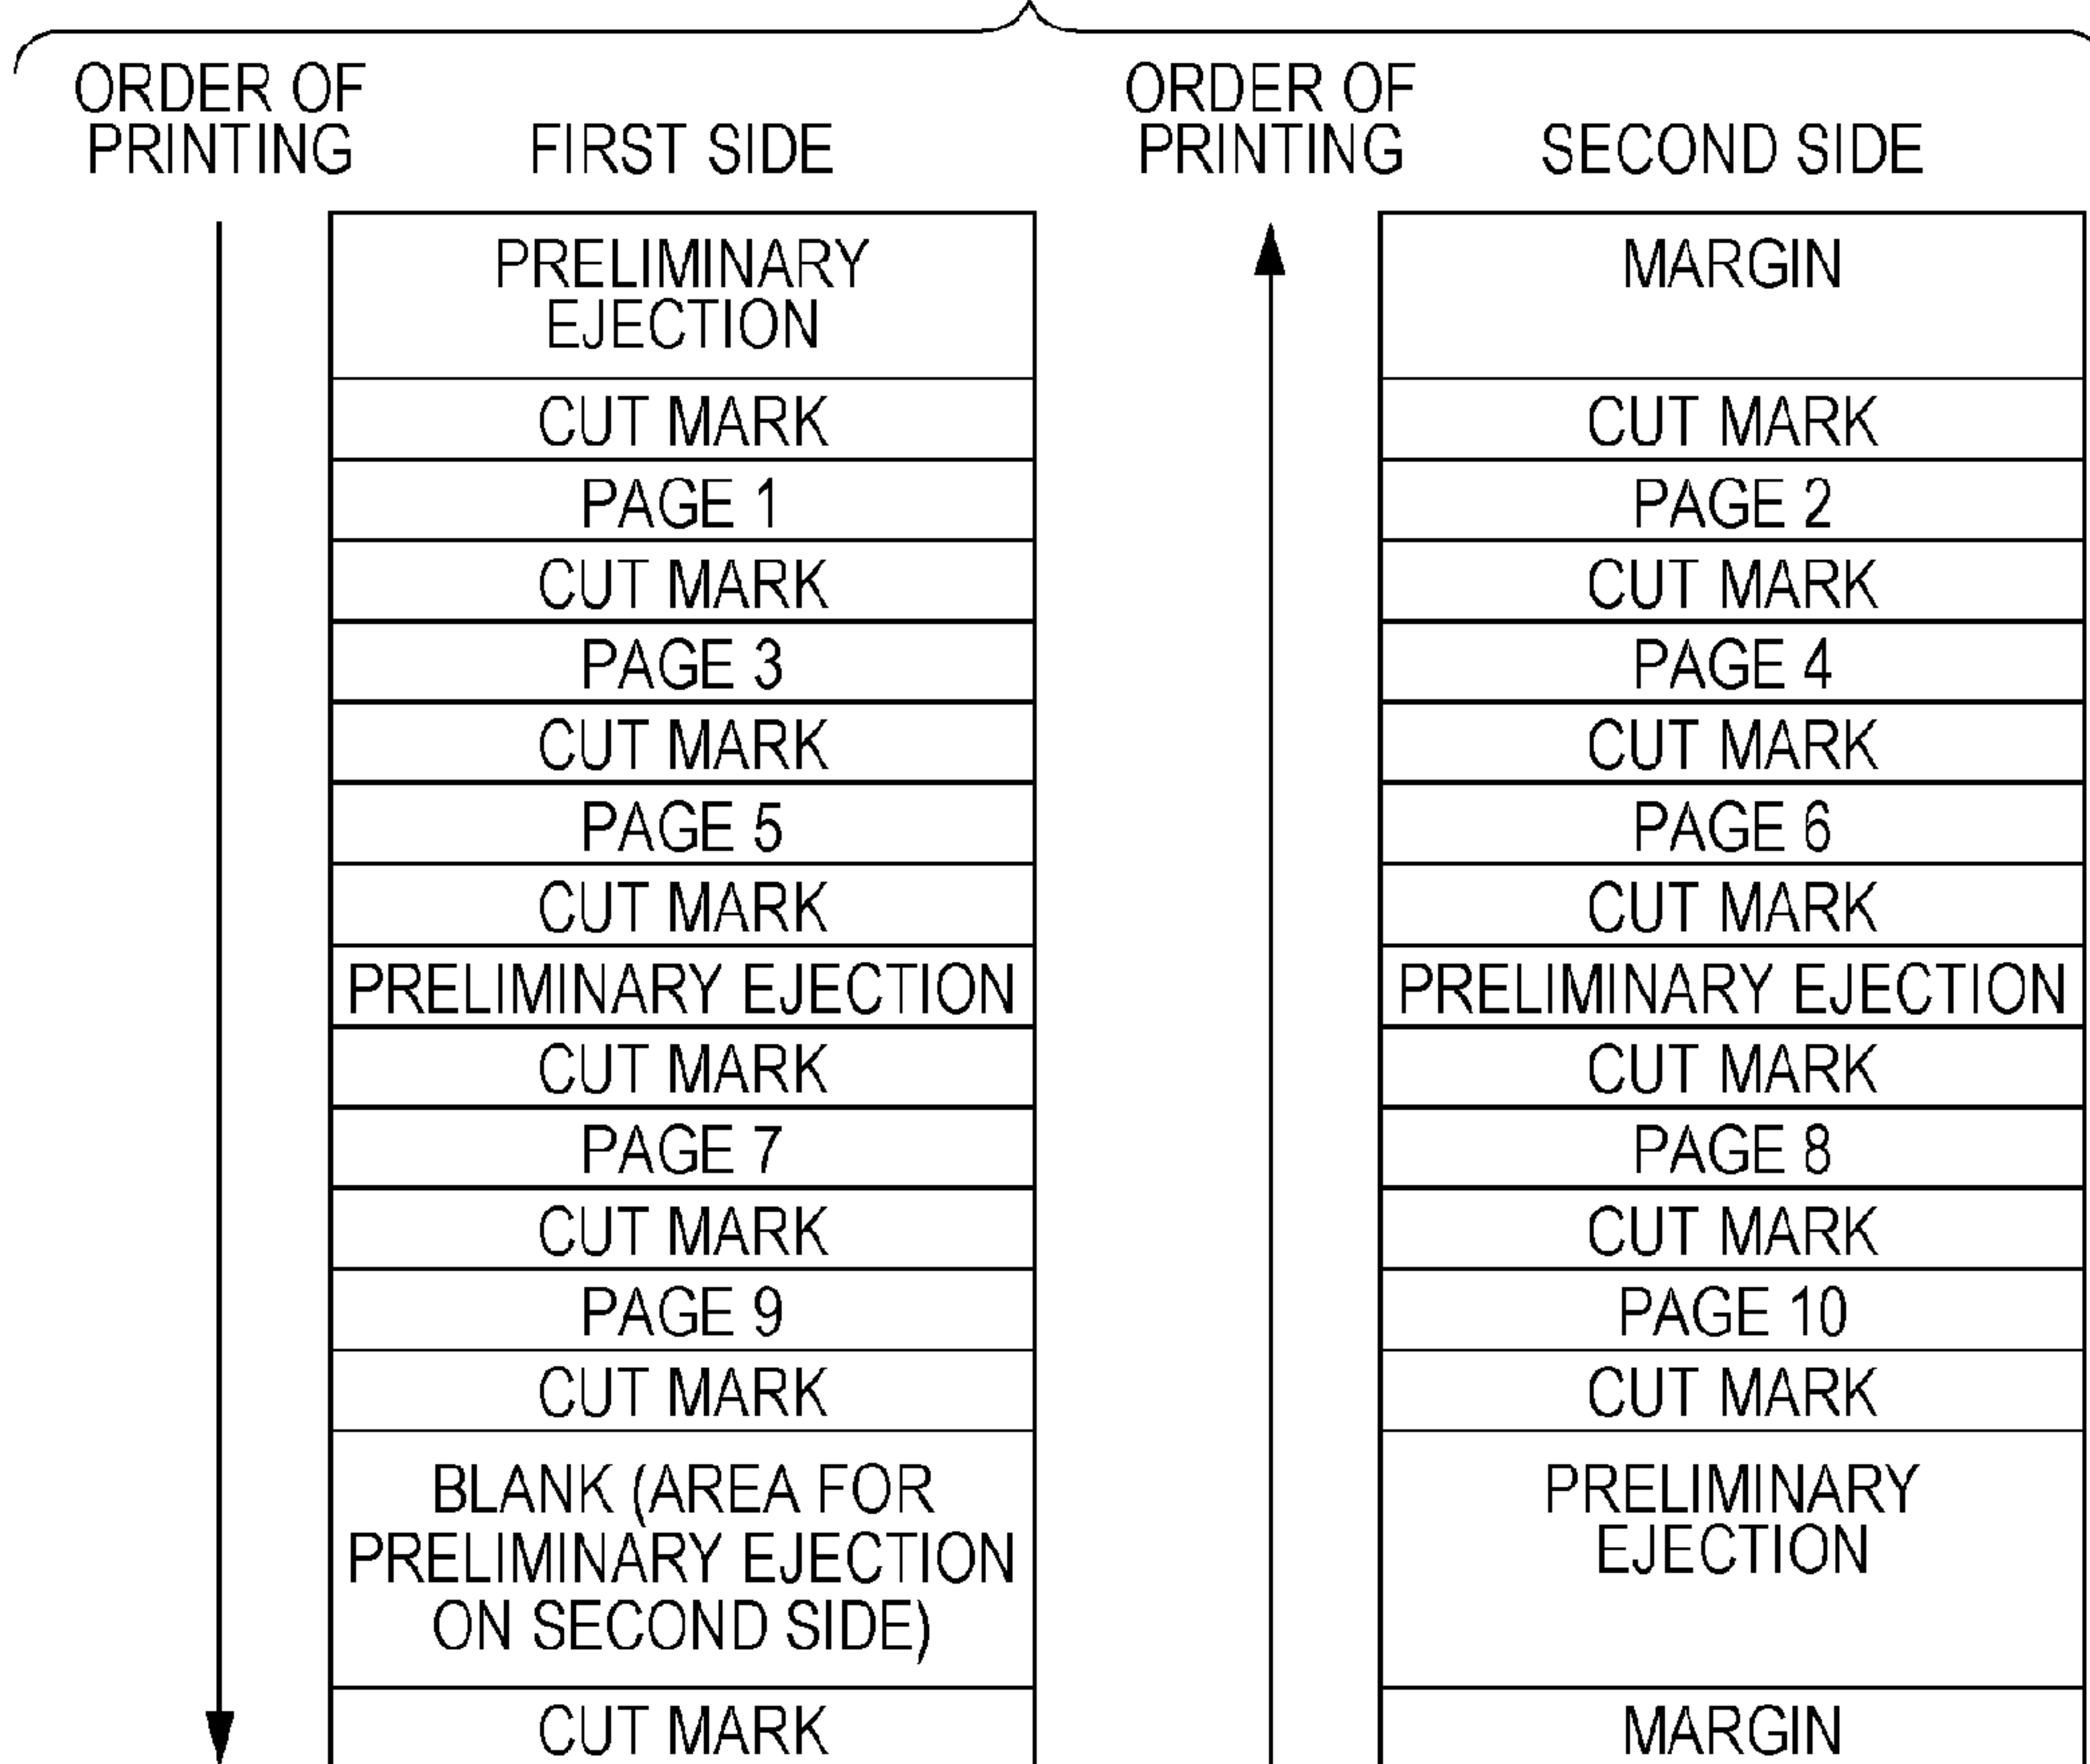 ORDER OF
PRINTING
FIRST SIDE
PRELIMINARY
EJECTION
CUT MARK
PAGE 1
CUT MARK
PAGE 3
CUT MARK
PAGE 5
CUT MARK
PRELIMINARY EJECTION
CUT MARK
PAGE 7
CUT MARK
PAGE 9
CUT MARK
BLANK (AREA FOR
PRELIMINARY EJECTION
ON SECOND SIDE)
CUT MARK
ORDER OF
PRINTING
SECOND SIDE
MARGIN
CUT MARK
PAGE 2
CUT MARK
PAGE 4
CUT MARK
PAGE 6
CUT MARK
PRELIMINARY EJECTION
CUT MARK
PAGE 8
CUT MARK
PAGE 10
CUT MARK
PRELIMINARY
EJECTION
MARGIN